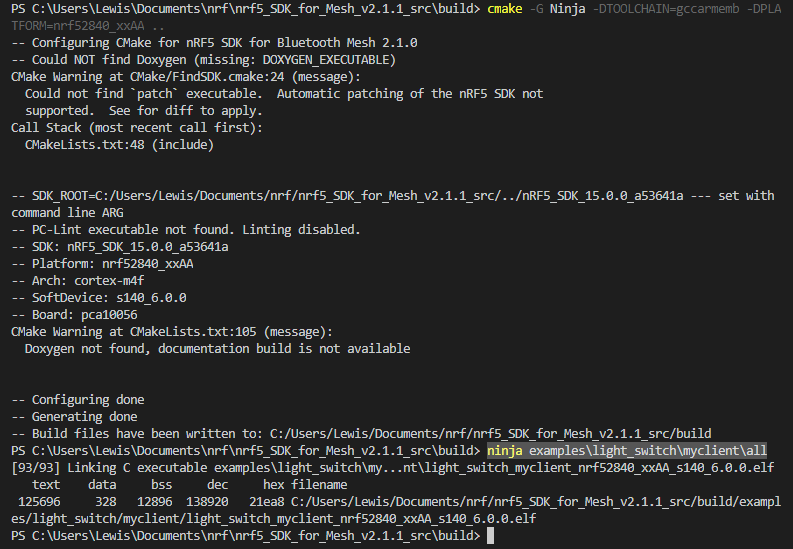 PS C:\Users\Lewis\Documents\nrf\nrf5_SDK_for_Mesh_v2.1.1_src\build> cmake -G Ninja -DTOOLCHAIN=gccarmemb -DPLA
TFORM=nrf52840_xxAA ..
-- Configuring CMake for nRF5 SDK for Bluetooth Mesh 2.1.0
-- Could NOT find Doxygen (missing: DOXYGEN_EXECUTABLE)
CMake Warning at CMake/FindSDK.cmake:24 (message):
  Could not find `patch` executable.  Automatic patching of the nRF5 SDK not
  supported.  See for diff to apply.
Call Stack (most recent call first):
  CMakeLists.txt:48 (include)
-- SDK_ROOT=C:/Users/Lewis/Documents/nrf/nrf5_SDK_for_Mesh_v2.1.1_src/../nRF5_SDK_15.0.0_a53641a --- set with
command line ARG
-- PC-Lint executable not found. Linting disabled.
-- SDK: nRF5_SDK_15.0.0_a53641a
-- Platform: nrf52840_xxAA
-- Arch: cortex-m4f
-- SoftDevice: s140_6.0.0
-- Board: pca10056
CMake Warning at CMakeLists.txt:105 (message):
  Doxygen not found, documentation build is not available
-- Configuring done
-- Generating done
-- Build files have been written to: C:/Users/Lewis/Documents/nrf/nrf5_SDK_for_Mesh_v2.1.1_src/build
PS C:\Users\Lewis\Documents\nrf\nrf5_SDK_for_Mesh_v2.1.1_src\build> ninja examples\light_switch\myclient\all
[93/93] Linking C executable examples\light_switch\my...nt\light_switch_myclient_nrf52840_xxAA_s140_6.0.0.elf
   text    data     bss     dec     hex filename
 125696     328   12896  138920   21ea8 C:/Users/Lewis/Documents/nrf/nrf5_SDK_for_Mesh_v2.1.1_src/build/exampl
es/light_switch/myclient/light_switch_myclient_nrf52840_xxAA_s140_6.0.0.elf
PS C:\Users\Lewis\Documents\nrf\nrf5_SDK_for_Mesh_v2.1.1_src\build>